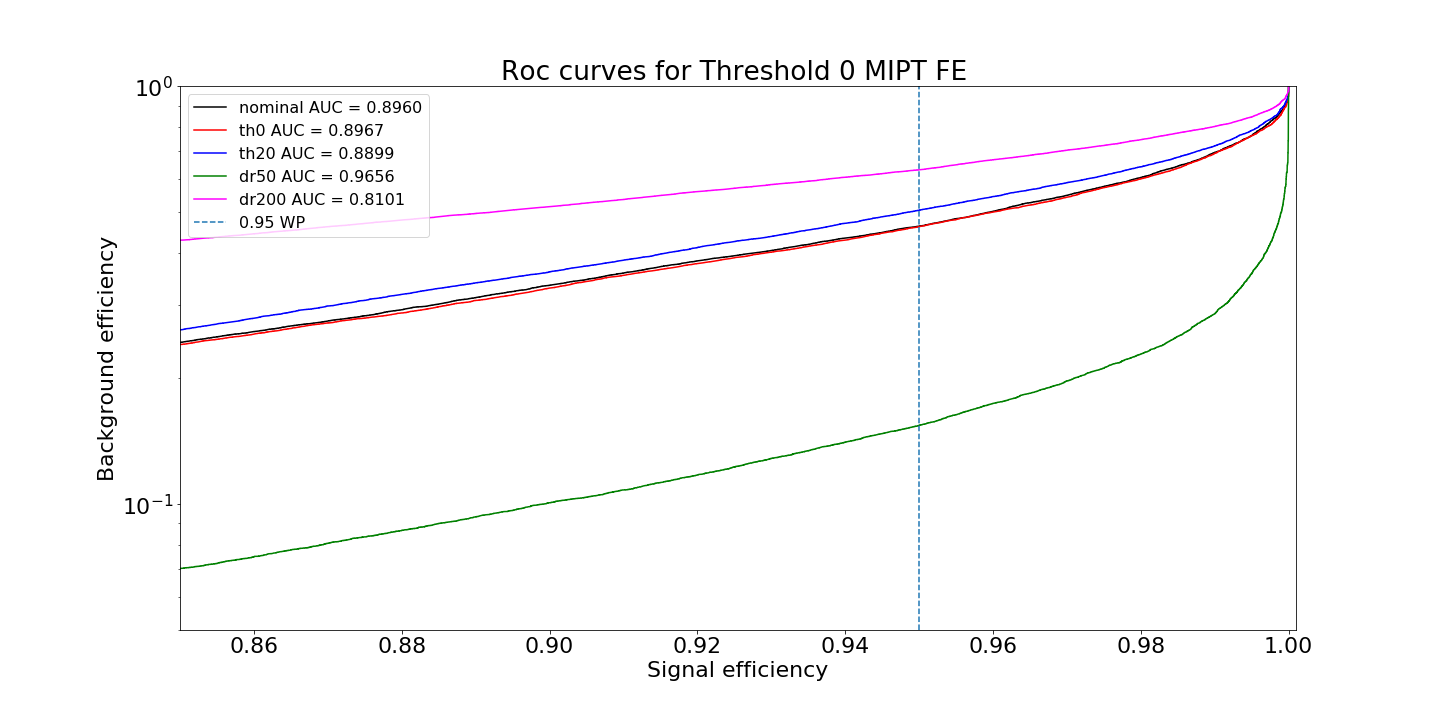 Roc curves for Threshold 0 MIPT FE
10^0
nominal AUC = 0.8960
th0 AUC = 0.8967
th20 AUC = 0.8899
dr50 AUC = 0.9656
dr200 AUC = 0.8101
0.95 WP
Background efficiency
10^-1
0.86 0.88 0.90 0.92 0.94 0.96 0.98 1.00
Signal efficiency